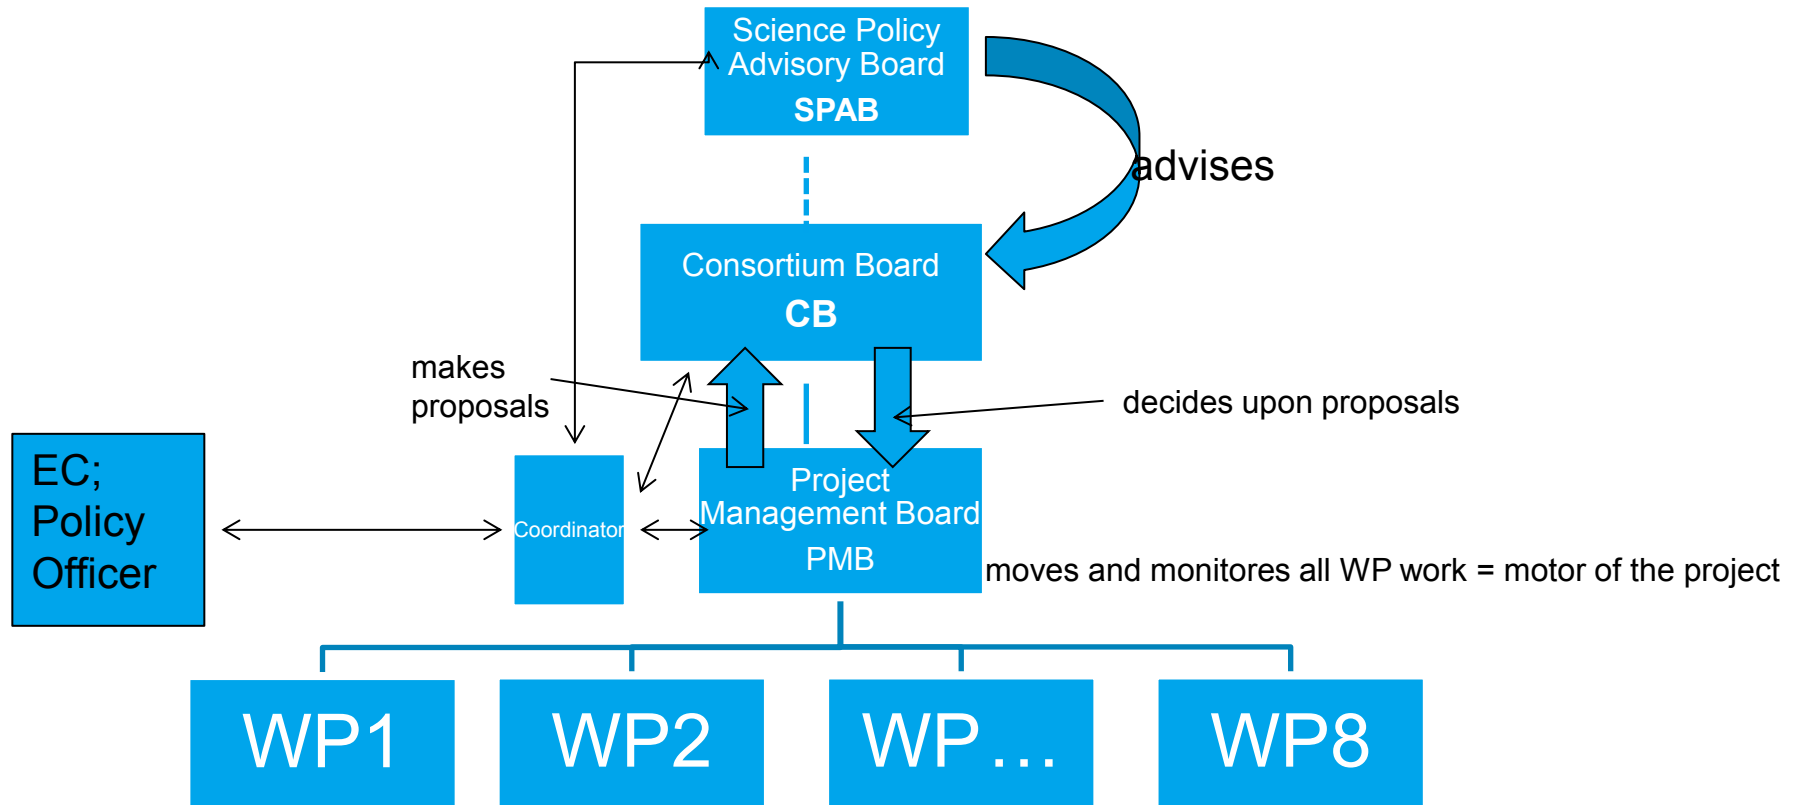 Science Policy
Advisory Board
SPAB
advises
Consortium Board
CB
makes
proposals
decides upon proposals
EC;
Policy
Officer
Coordinator
Project
Management Board
PMB
moves and monitores all WP work = motor of the project
WP1
WP2
WP…
WP8